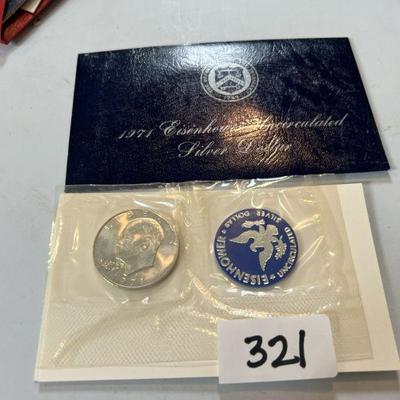 1971 Eisenhower Uncirculated
Silver Dollar
EISENHOWER
UNCIRCULATED
SILVER DOLLAR
321